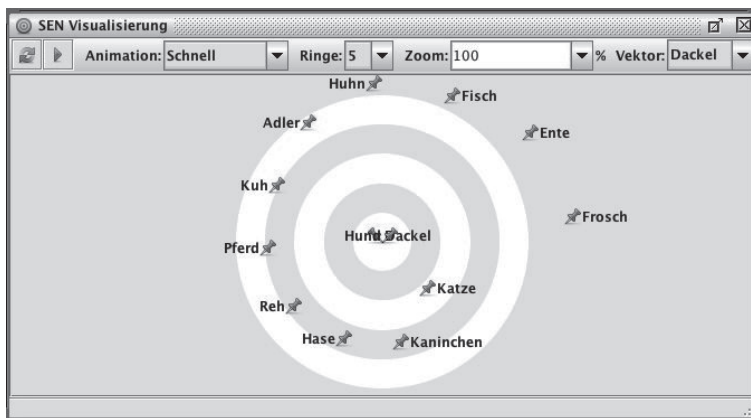 SEN Visualisierung
Animation: Schnell Ringe: 5 Zoom: 100 % Vektor: Dackel
Huhn
Fisch
Adler
Ente
Kuh
Frosch
Hund Dackel
Pferd
Katze
Reh
Hase
Kaninchen